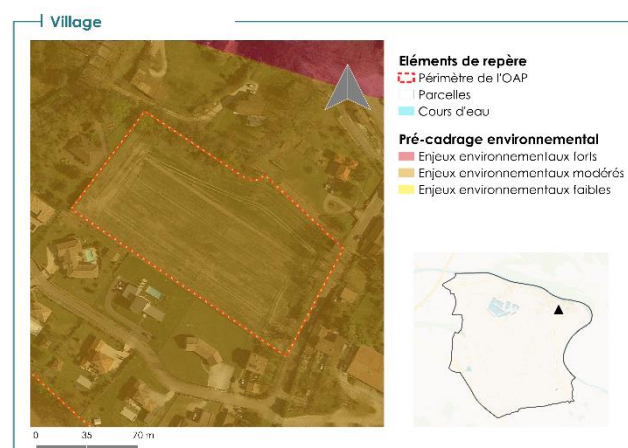 Village
Eléments de repère
Périmètre de l'OAP
Parcelles
Cours d'eau
Pré-cadrage environnemental
Enjeux environnementaux forts
Enjeux environnementaux modérés
Enjeux environnementaux faibles
0 35 70 m